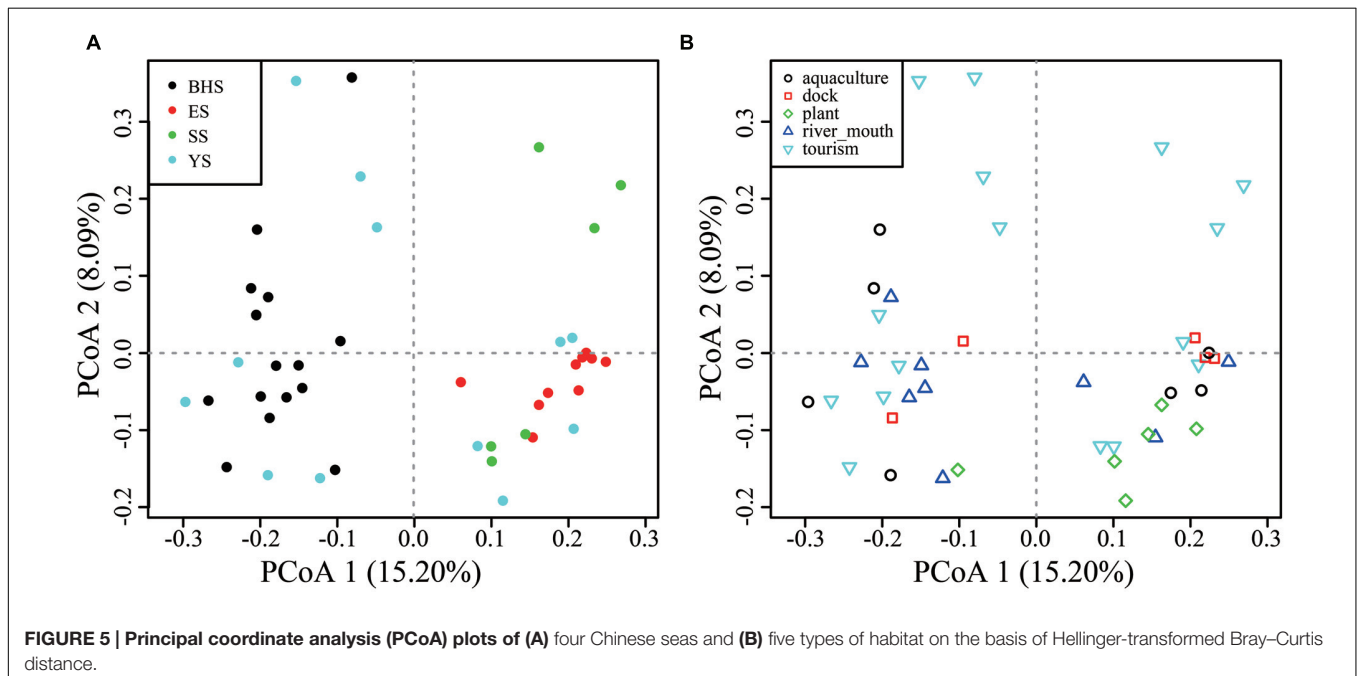 A
BHS
ES
SS
YS
PCoA 2 (8.09%)
0.3
0.2
0.1
0.0
-0.1
-0.2
-0.3 -0.2 -0.1 0.0 0.1 0.2 0.3
PCoA 1 (15.20%)
B
aquaculture
dock
plant
river_mouth
tourism
PCoA 2 (8.09%)
0.3
0.2
0.1
0.0
-0.1
-0.2
-0.3 -0.2 -0.1 0.0 0.1 0.2 0.3
PCoA 1 (15.20%)
FIGURE 5 | Principal coordinate analysis (PCoA) plots of (A) four Chinese seas and (B) five types of habitat on the basis of Hellinger-transformed Bray–Curtis
distance.